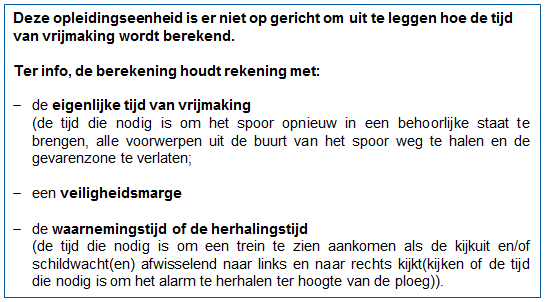 Deze opleidingseenheid is er niet op gericht om uit te leggen hoe de tijd
van vrijmaking wordt berekend.
Ter info, de berekening houdt rekening met:
– de eigenlijke tijd van vrijmaking
(de tijd die nodig is om het spoor opnieuw in een behoorlijke staat te
brengen, alle voorwerpen uit de buurt van het spoor weg te halen en de
gevarenzone te verlaten;
– een veiligheidsmarge
– de waarnemingstijd of de herhalingstijd
(de tijd die nodig is om een trein te zien aankomen als de kijkuit en/of
schildwacht(en) afwisselend naar links en naar rechts kijkt(kijken of de tijd
die nodig is om het alarm te herhalen ter hoogte van de ploeg)).